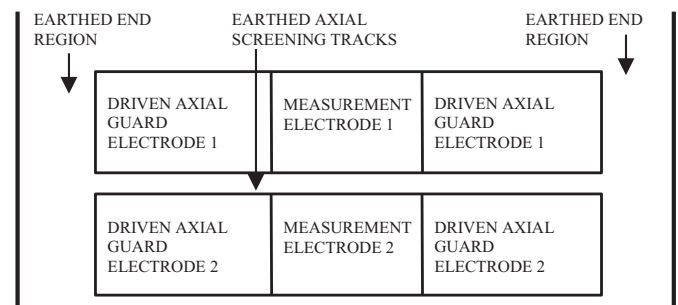 EARTHED END
REGION
EARTHED AXIAL
SCREENING TRACKS
EARTHED END
REGION
DRIVEN AXIAL
GUARD
ELECTRODE 1
MEASUREMENT
ELECTRODE 1
DRIVEN AXIAL
GUARD
ELECTRODE 1
DRIVEN AXIAL
GUARD
ELECTRODE 2
MEASUREMENT
ELECTRODE 2
DRIVEN AXIAL
GUARD
ELECTRODE 2